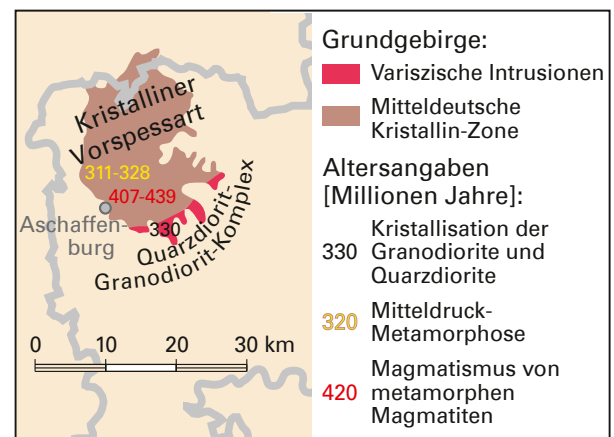 Kristalliner
Vorspessart
311-328
407-439
Aschaffen-
burg
330
Quarzdiorit-
Granodiorit-Komplex
0 10 20 30 km
Grundgebirge:
Variszische Intrusionen
Mitteldeutsche
Kristallin-Zone
Altersangaben
[Millionen Jahre]:
330 Kristallisation der
Granodiorite und
Quarzdiorite
320 Mitteldruck-
Metamorphose
420 Magmatismus von
metamorphen
Magmatiten